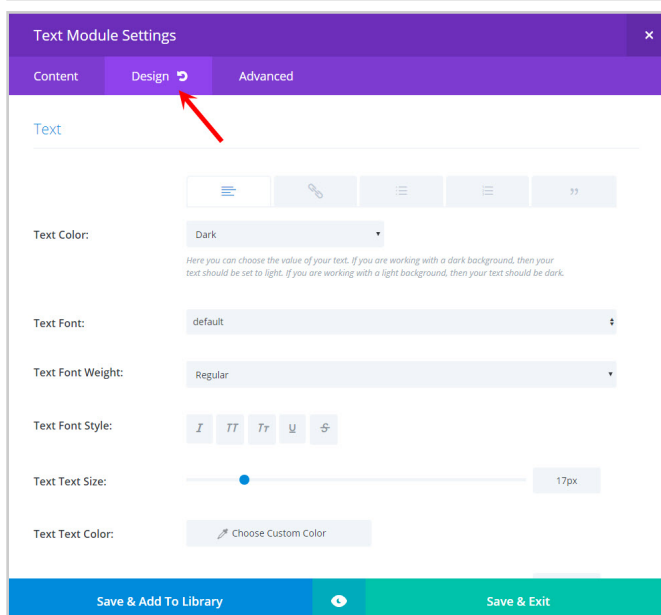 Text Module Settings ×
Content Design Advanced
Text
”
Text Color: Dark
Here you can choose the value of your text. If you are working with a dark background, then your
text should be set to light. If you are working with a light background, then your text should be dark.
Text Font: default
Text Font Weight: Regular
Text Font Style: I TT Tт U S
Text Text Size: 17px
Text Text Color: Choose Custom Color
Save & Add To Library Save & Exit